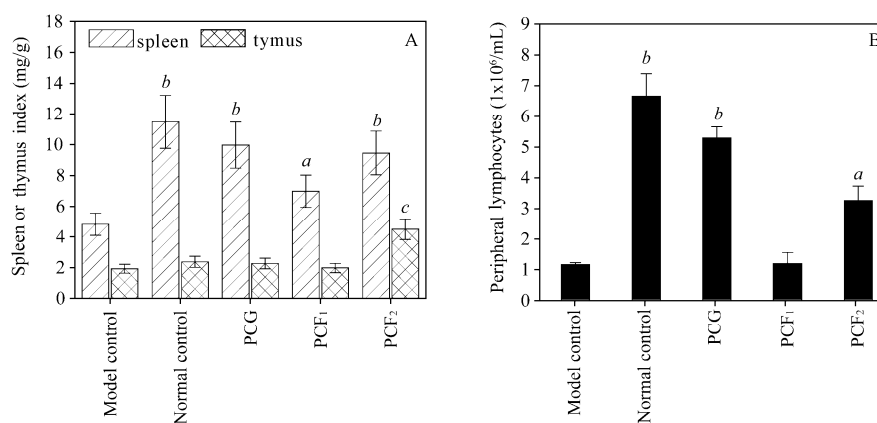 A
spleen
tymus
Spleen or thymus index (mg/g)
18
16
14
12
10
8
6
4
2
0
b
b
a
b
c
Model control
Normal control
PCG
PCF1
PCF2
B
Peripheral lymphocytes (1x10⁶/mL)
9
8
7
6
5
4
3
2
1
0
b
b
a
Model control
Normal control
PCG
PCF1
PCF2